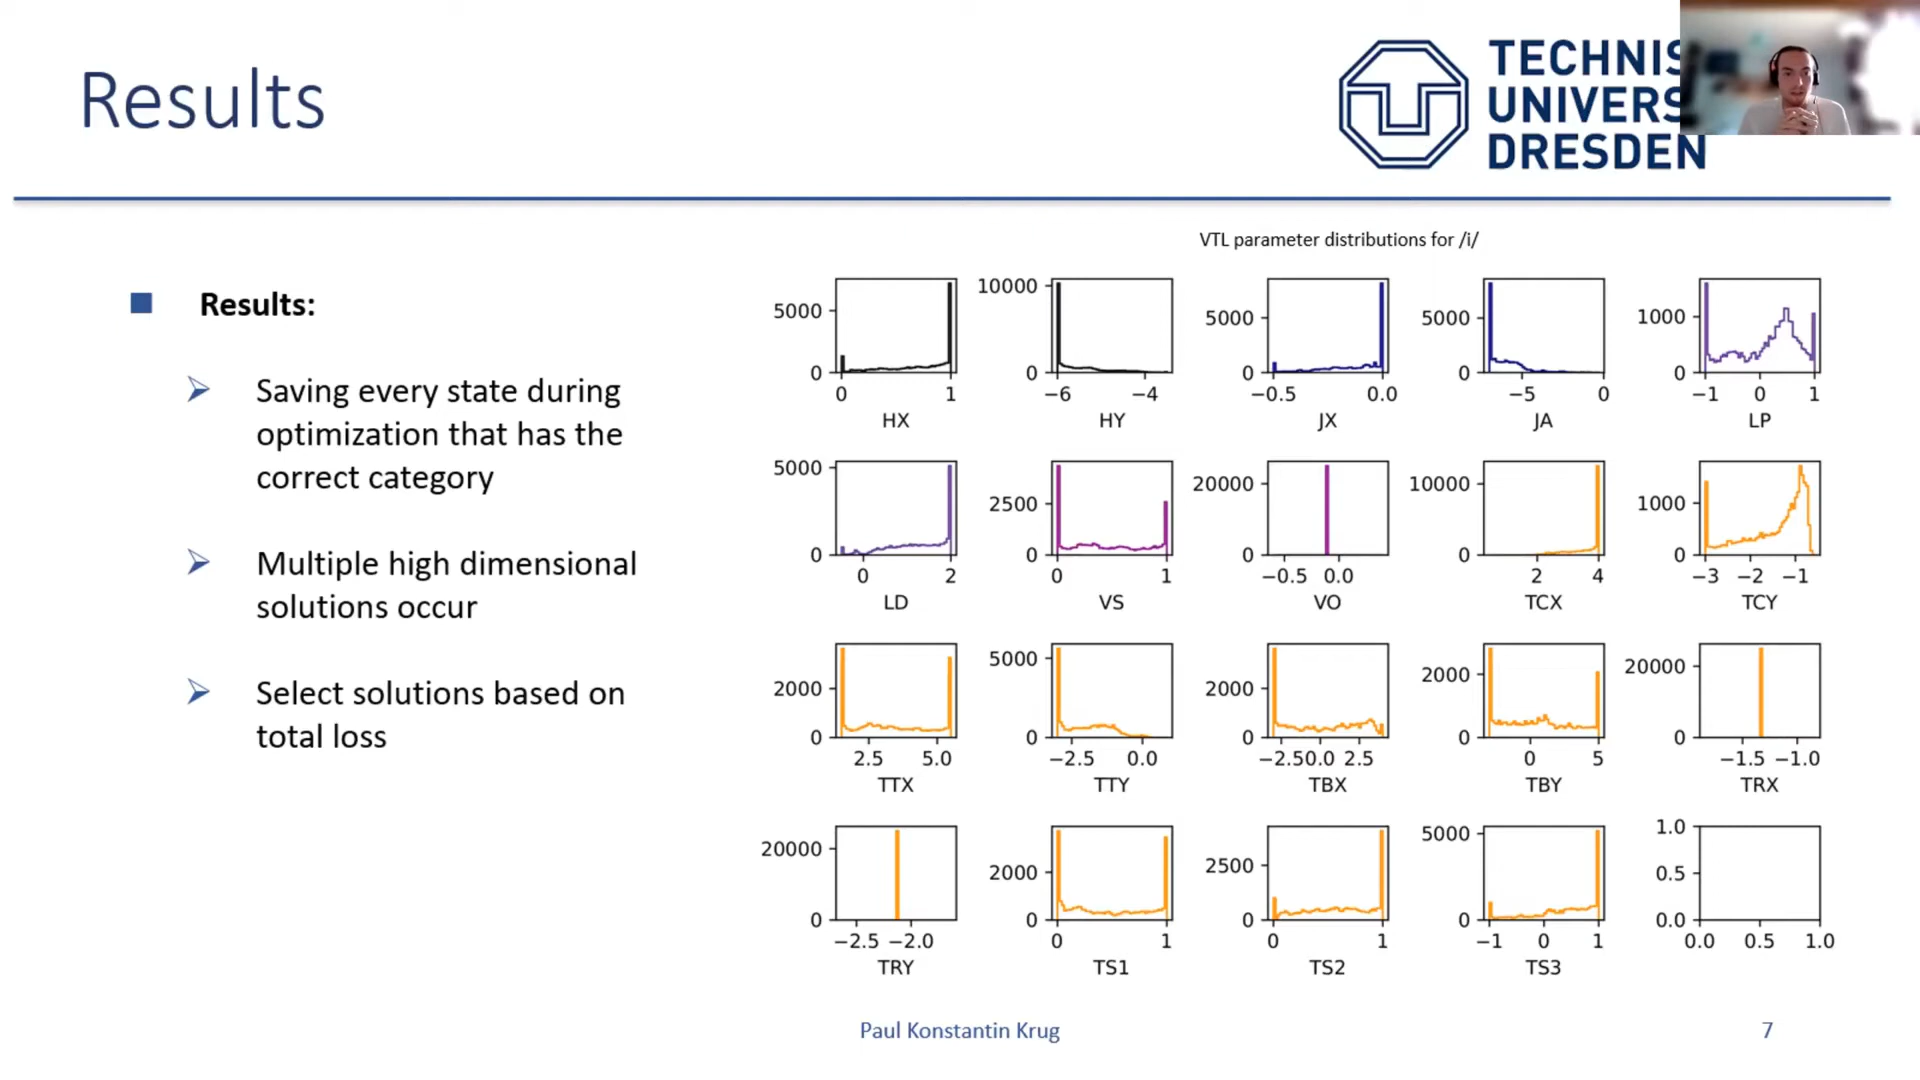 Results
TECHNIS
UNIVERS
DRESDEN
Results:
Saving every state during
optimization that has the
correct category
Multiple high dimensional
solutions occur
Select solutions based on
total loss
VTL parameter distributions for /i/
5000
0
0 1
HX
10000
0
−6 −4
HY
5000
0
−0.5 0.0
JX
5000
0
−5 0
JA
1000
0
−1 0 1
LP
5000
0
0 2
LD
2500
0
0 1
VS
20000
0
−0.5 0.0
VO
10000
0
2 4
TCX
1000
0
−3 −2 −1
TCY
2000
0
2.5 5.0
TTX
5000
0
−2.5 0.0
TTY
2000
0
−2.50.0 2.5
TBX
2000
0
0 5
TBY
20000
0
−1.5 −1.0
TRX
20000
0
−2.5 −2.0
TRY
2000
0
0 1
TS1
2500
0
0 1
TS2
5000
0
−1 0 1
TS3
1.0
0.5
0.0
0.0 0.5 1.0
Paul Konstantin Krug
7